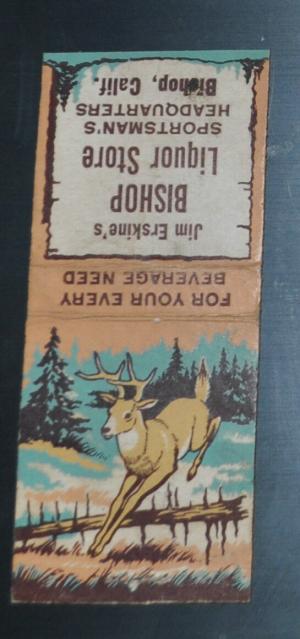 Jim Erskine's
BISHOP
Liquor Store
SPORTSMAN'S
HEADQUARTERS
Bishop, Calif.
FOR YOUR EVERY
BEVERAGE NEED